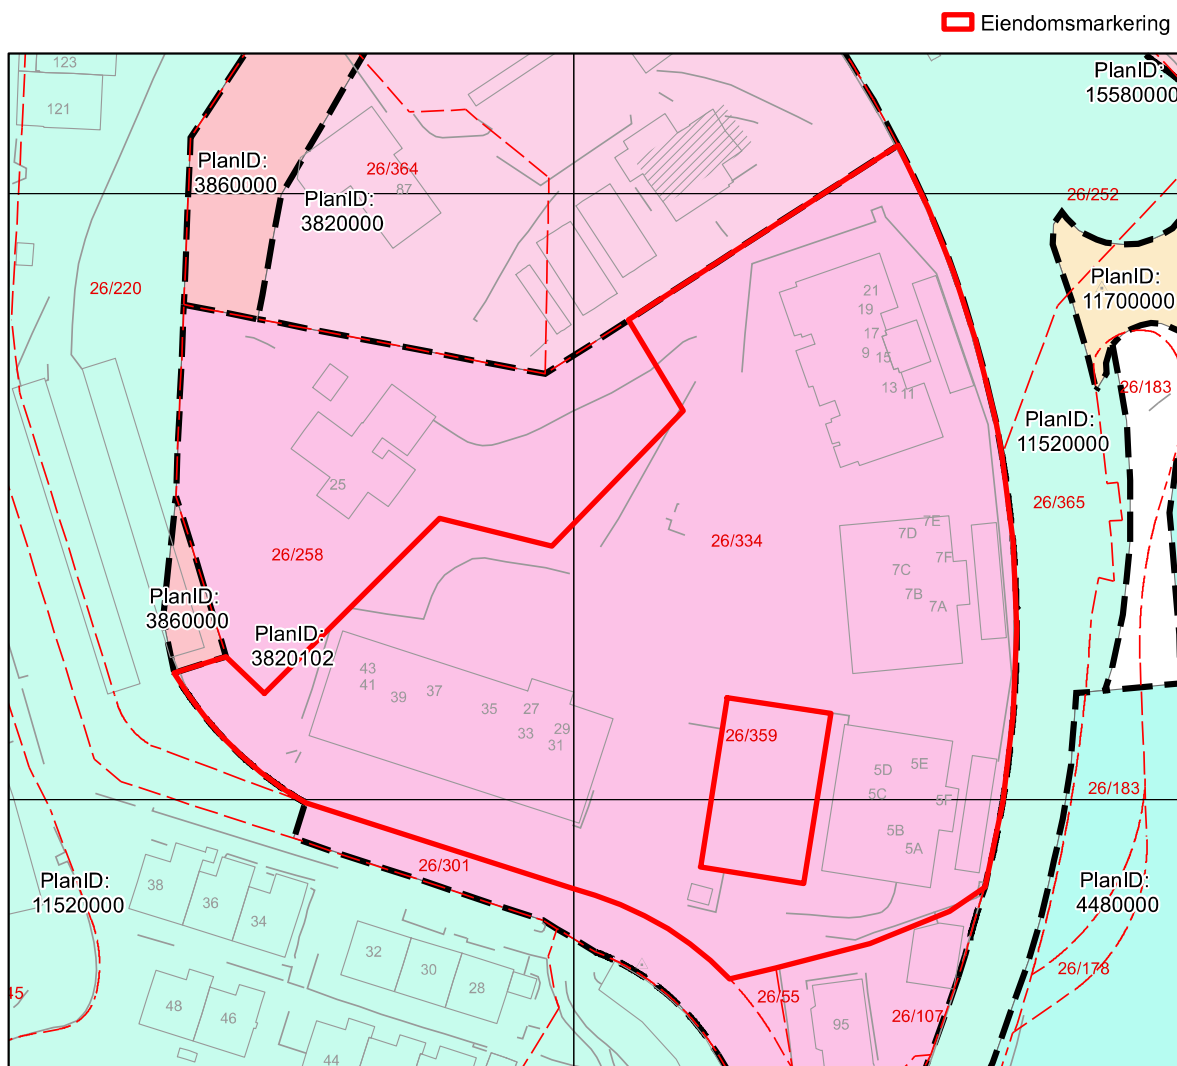 Eiendomsmarkering
123
121
PlanID:
15580000
PlanID:
3860000
26/364
87
PlanID:
3820000
26/252
26/220
PlanID:
11700000
21
19
17
9
15
13
11
26/183
PlanID:
11520000
25
26/365
26/258
26/334
7E
7D
7F
7C
7B
7A
PlanID:
3860000
PlanID:
3820102
43
41
39
37
35
27
33
29
31
26/359
5E
5D
5C
5F
5B
5A
26/183
26/301
PlanID:
11520000
PlanID:
4480000
38
36
34
32
30
28
26/178
45
26/55
26/107
48
46
95
44